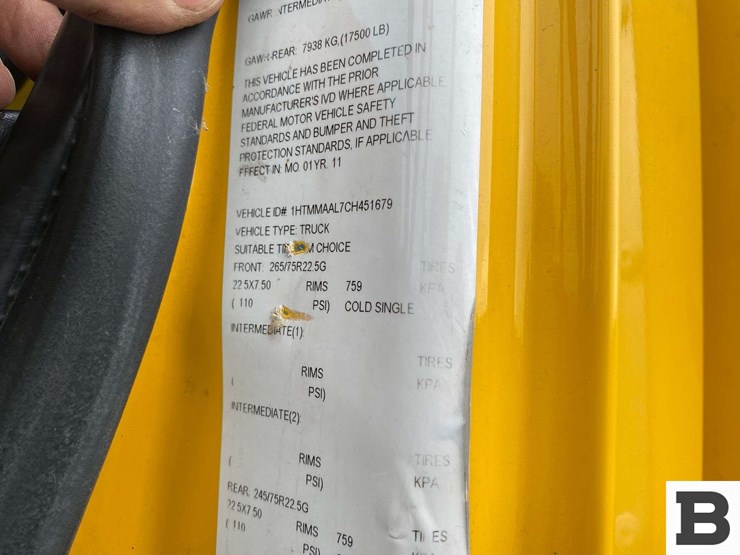 GAWR INTERMEDIA
GAWR-REAR: 7938 KG.(17500 LB)
THIS VEHICLE HAS BEEN COMPLETED IN
ACCORDANCE WITH THE PRIOR
MANUFACTURER'S IVD WHERE APPLICABLE
FEDERAL MOTOR VEHICLE SAFETY
STANDARDS AND BUMPER AND THEFT
PROTECTION STANDARDS, IF APPLICABLE
EFFECT IN: MO. 01 YR. 11
VEHICLE ID# 1HTMMAAL7CH451679
VEHICLE TYPE: TRUCK
SUITABLE TI M CHOICE
FRONT: 265/75R22.5G TIRES
22.5X7.50 RIMS 759 KPA
( 110 PSI) COLD SINGLE
INTERMEDIATE(1):
TIRES
RIMS KPA
( PSI)
INTERMEDIATE(2):
TIRES
( RIMS KPA
PSI)
REAR: 245/75R22.5G
22.5X7.50 RIMS 759 TIRES
( 110 PSI) KPA
B